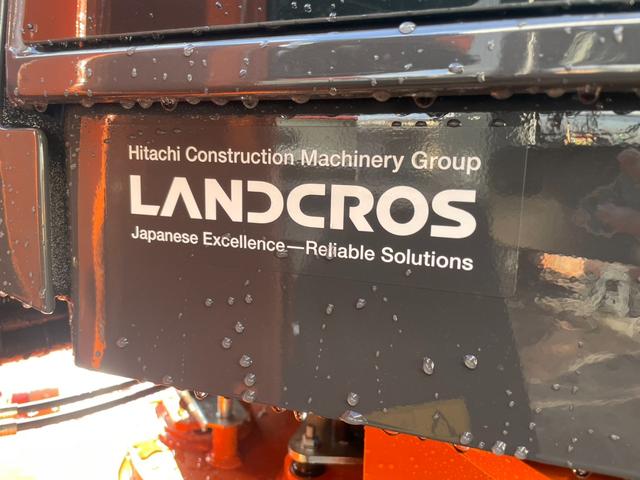 Hitachi Construction Machinery Group
LANDCROS
Japanese Excellence—Reliable Solutions